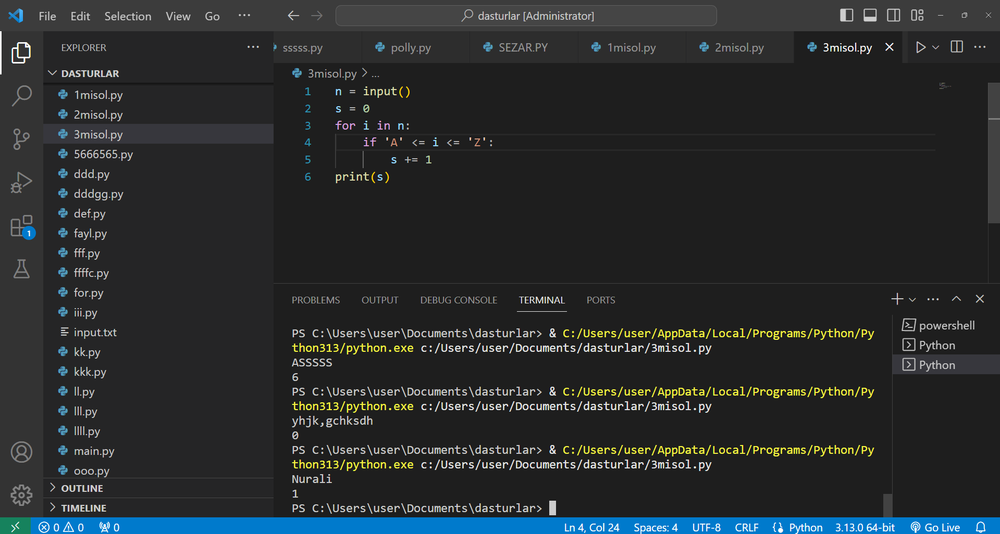 File Edit Selection View Go ...
dasturlar [Administrator]
EXPLORER
DASTURLAR
1misol.py
2misol.py
3misol.py
5666565.py
ddd.py
dddgg.py
def.py
fayl.py
fff.py
ffffc.py
for.py
iii.py
input.txt
kk.py
kkk.py
ll.py
lll.py
llll.py
main.py
ooo.py
OUTLINE
TIMELINE
1
sssss.py polly.py SEZAR.PY 1misol.py 2misol.py 3misol.py
3misol.py > ...
1 n = input()
2 s = 0
3 for i in n:
4 if 'A' <= i <= 'Z':
5 s += 1
6 print(s)
PROBLEMS OUTPUT DEBUG CONSOLE TERMINAL PORTS
PS C:\Users\user\Documents\dasturlar> & C:/Users/user/AppData/Local/Programs/Python/Py
thon313/python.exe c:/Users/user/Documents/dasturlar/3misol.py
ASSSSS
6
PS C:\Users\user\Documents\dasturlar> & C:/Users/user/AppData/Local/Programs/Python/Py
thon313/python.exe c:/Users/user/Documents/dasturlar/3misol.py
yhjk,gchksdh
0
PS C:\Users\user\Documents\dasturlar> & C:/Users/user/AppData/Local/Programs/Python/Py
thon313/python.exe c:/Users/user/Documents/dasturlar/3misol.py
Nurali
1
PS C:\Users\user\Documents\dasturlar>
powershell
Python
Python
0 0 0 Ln 4, Col 24 Spaces: 4 UTF-8 CRLF Python 3.13.0 64-bit Go Live